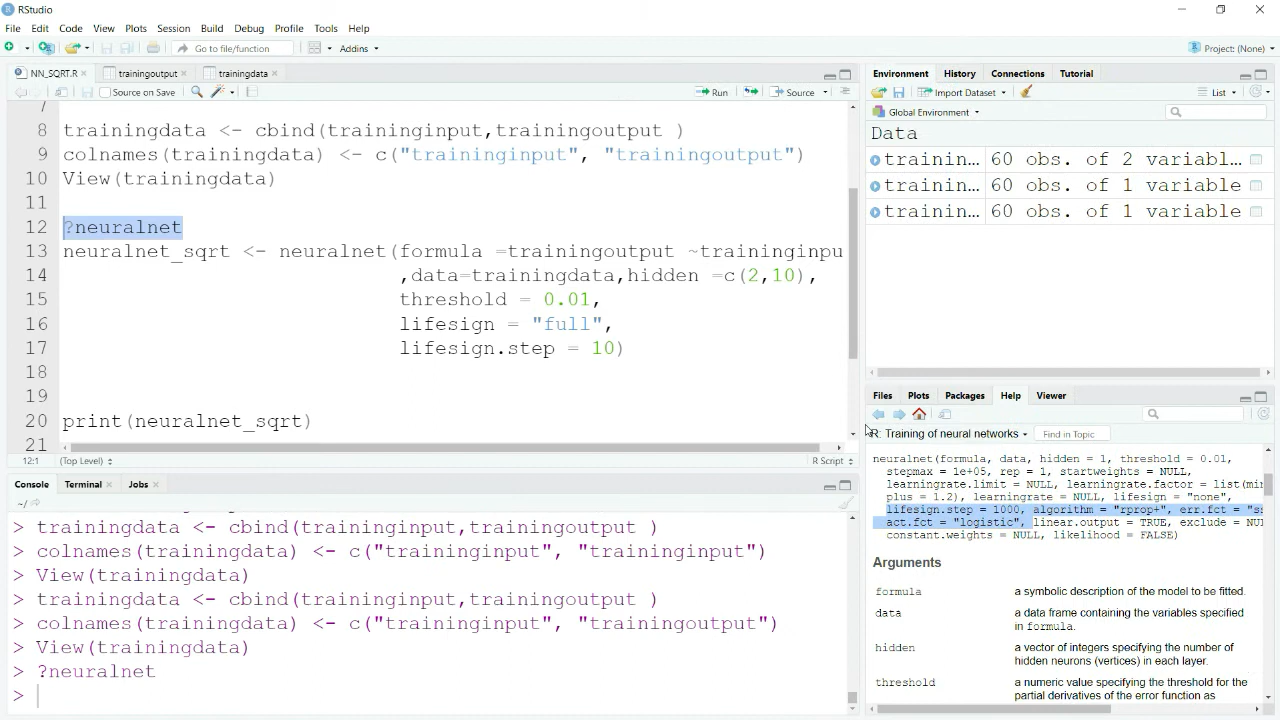 RStudio
File Edit Code View Plots Session Build Debug Profile Tools Help
Go to file/function Addins Project: (None)
NN_SQRT.R trainingoutput trainingdata
Source on Save Run Source
7
8 trainingdata <- cbind(traininginput,trainingoutput )
9 colnames(trainingdata) <- c("traininginput", "trainingoutput")
10 View(trainingdata)
11
12 ?neuralnet
13 neuralnet_sqrt <- neuralnet(formula =trainingoutput ~traininginpu
14 ,data=trainingdata,hidden =c(2,10),
15 threshold = 0.01,
16 lifesign = "full",
17 lifesign.step = 10)
18
19
20 print(neuralnet_sqrt)
21
12:1 (Top Level) R Script
Console Terminal Jobs
~/
> trainingdata <- cbind(traininginput,trainingoutput )
> colnames(trainingdata) <- c("traininginput", "traininginput")
> View(trainingdata)
> trainingdata <- cbind(traininginput,trainingoutput )
> colnames(trainingdata) <- c("traininginput", "trainingoutput")
> View(trainingdata)
> ?neuralnet
>
Environment History Connections Tutorial
Import Dataset List
Global Environment
Data
trainin... 60 obs. of 2 variabl...
trainin... 60 obs. of 1 variable
trainin... 60 obs. of 1 variable
Files Plots Packages Help Viewer
R: Training of neural networks Find in Topic
neuralnet(formula, data, hidden = 1, threshold = 0.01,
stepmax = 1e+05, rep = 1, startweights = NULL,
learningrate.limit = NULL, learningrate.factor = list(min
plus = 1.2), learningrate = NULL, lifesign = "none",
lifesign.step = 1000, algorithm = "rprop+", err.fct = "ss
act.fct = "logistic", linear.output = TRUE, exclude = NUL
constant.weights = NULL, likelihood = FALSE)
Arguments
formula a symbolic description of the model to be fitted.
data a data frame containing the variables specified
in formula.
hidden a vector of integers specifying the number of
hidden neurons (vertices) in each layer.
threshold a numeric value specifying the threshold for the
partial derivatives of the error function as